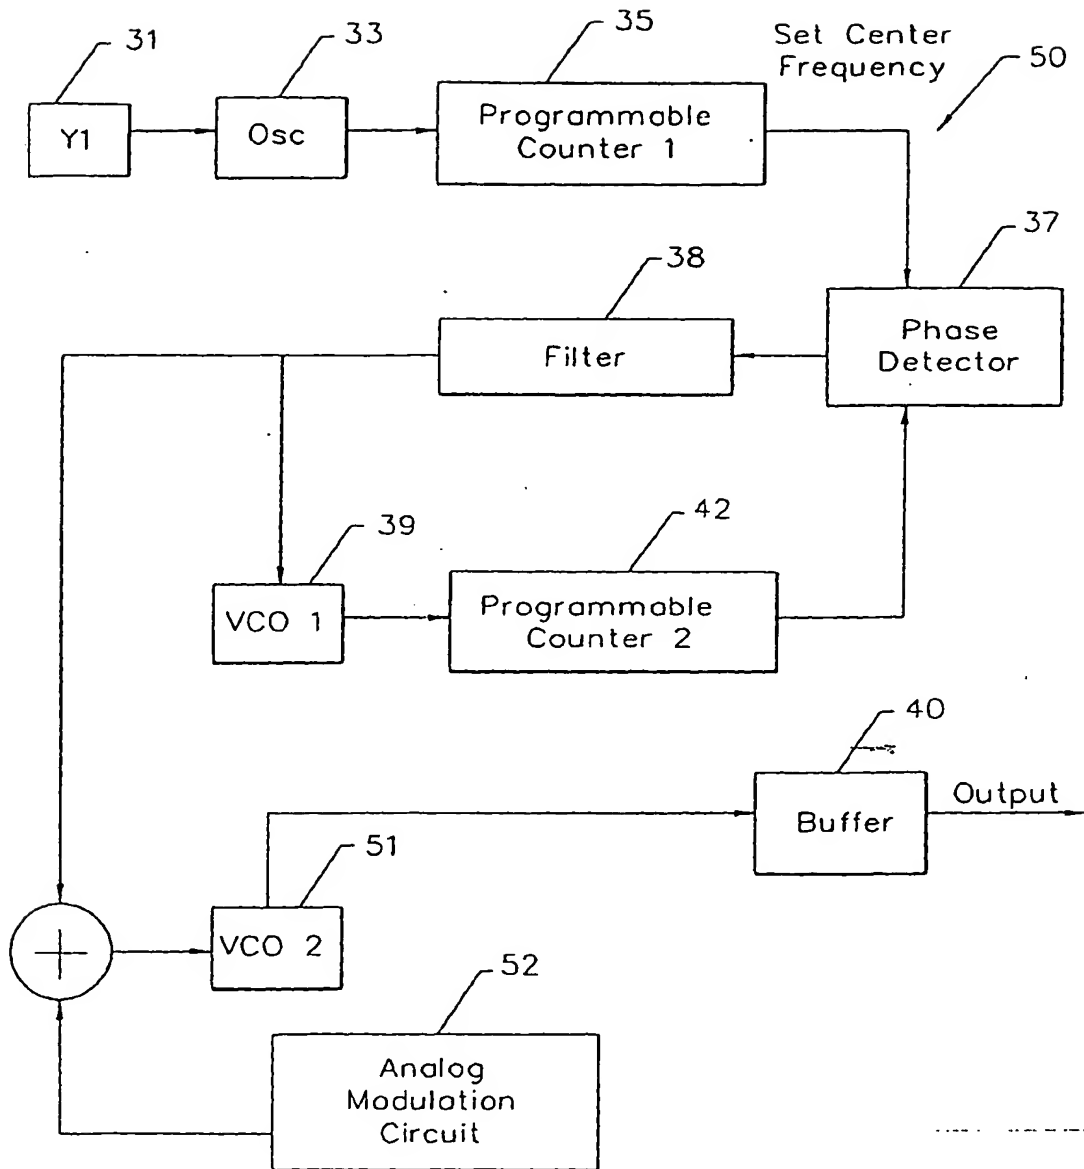 31
33
35
Set Center
Frequency
50
Y1
Osc
Programmable
Counter 1
38
37
Filter
Phase
Detector
39
42
VCO 1
Programmable
Counter 2
40
Buffer
Output
51
VCO 2
52
Analog
Modulation
Circuit